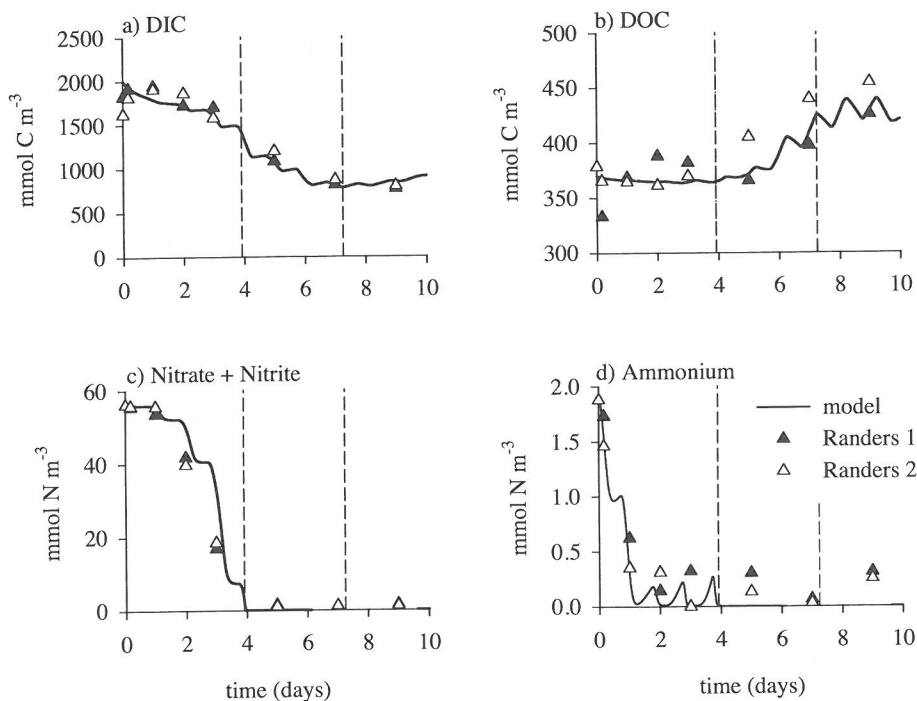 a) DIC
2500
2000
1500
1000
500
0
mmol C m-3
0 2 4 6 8 10
b) DOC
500
450
400
350
300
mmol C m-3
0 2 4 6 8 10
c) Nitrate + Nitrite
60
40
20
0
mmol N m-3
0 2 4 6 8 10
time (days)
d) Ammonium
2.0
1.5
1.0
0.5
0.0
mmol N m-3
0 2 4 6 8 10
time (days)
model
Randers 1
Randers 2